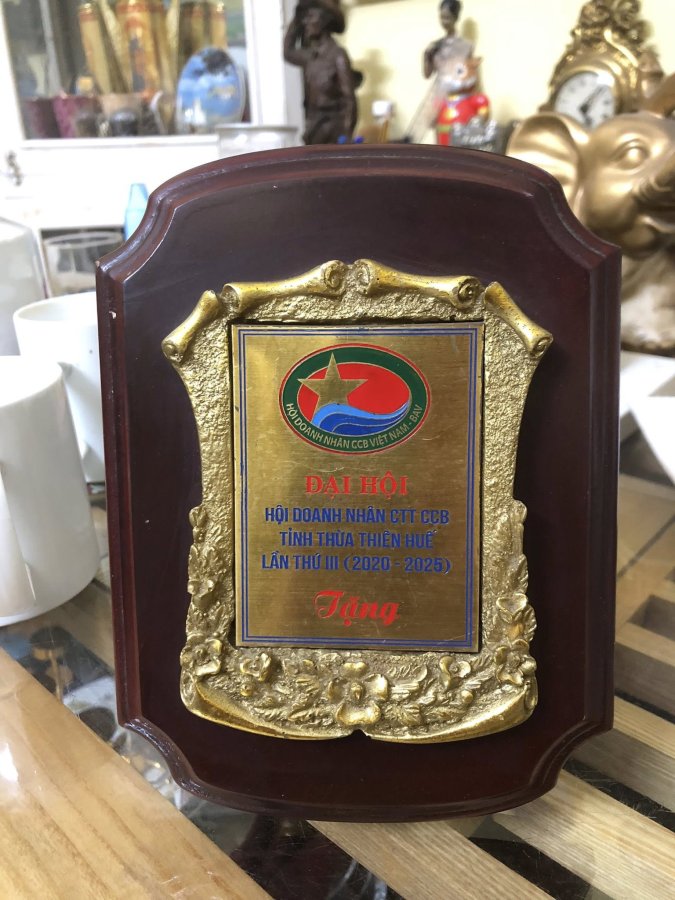 HỘI DOANH NHÂN CCB VIỆT NAM - BAV
ĐẠI HỘI
HỘI DOANH NHÂN CTT CCB
TỈNH THỪA THIÊN HUẾ
LẦN THỨ III (2020 - 2025)
Tặng